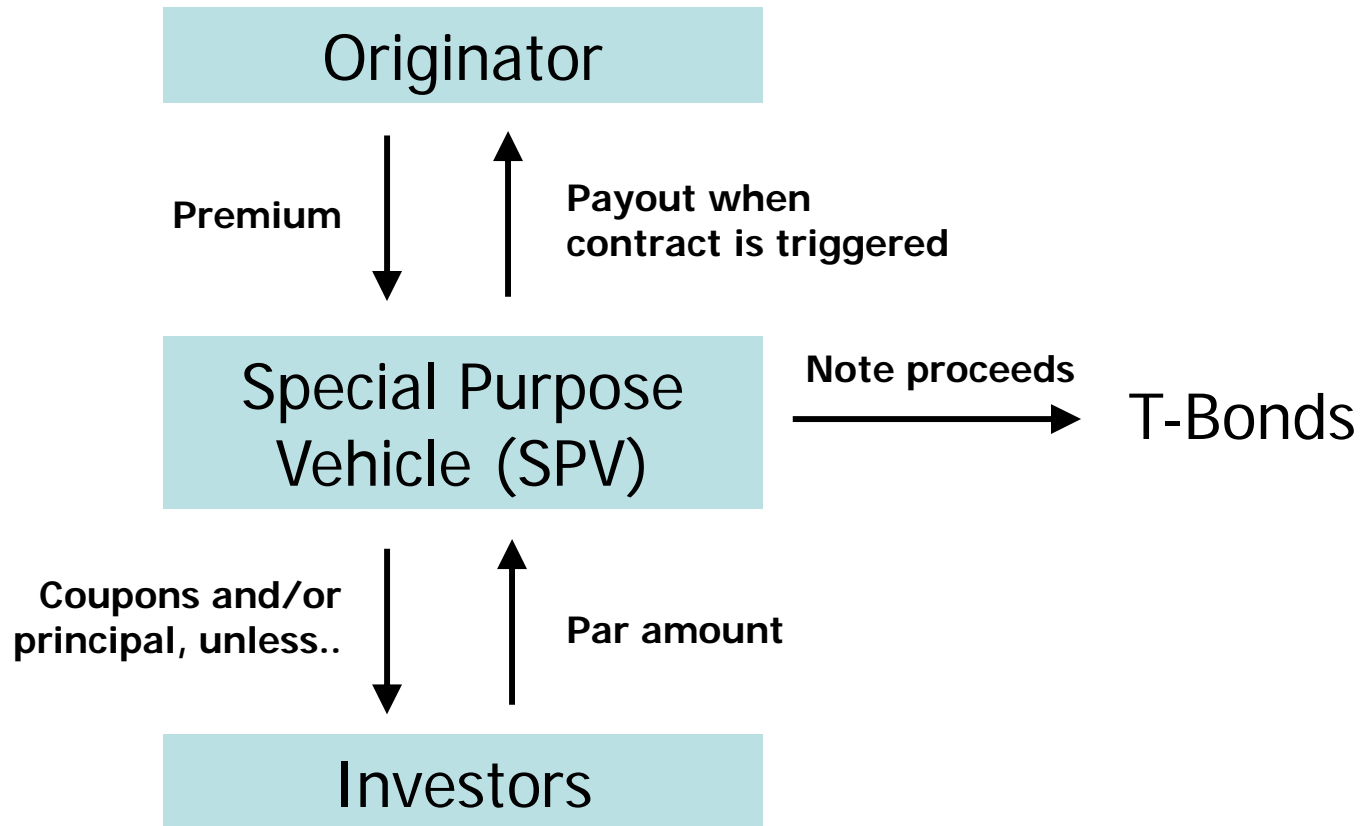 Originator
Premium
Payout when
contract is triggered
Special Purpose
Vehicle (SPV)
Note proceeds
T-Bonds
Coupons and/or
principal, unless..
Par amount
Investors